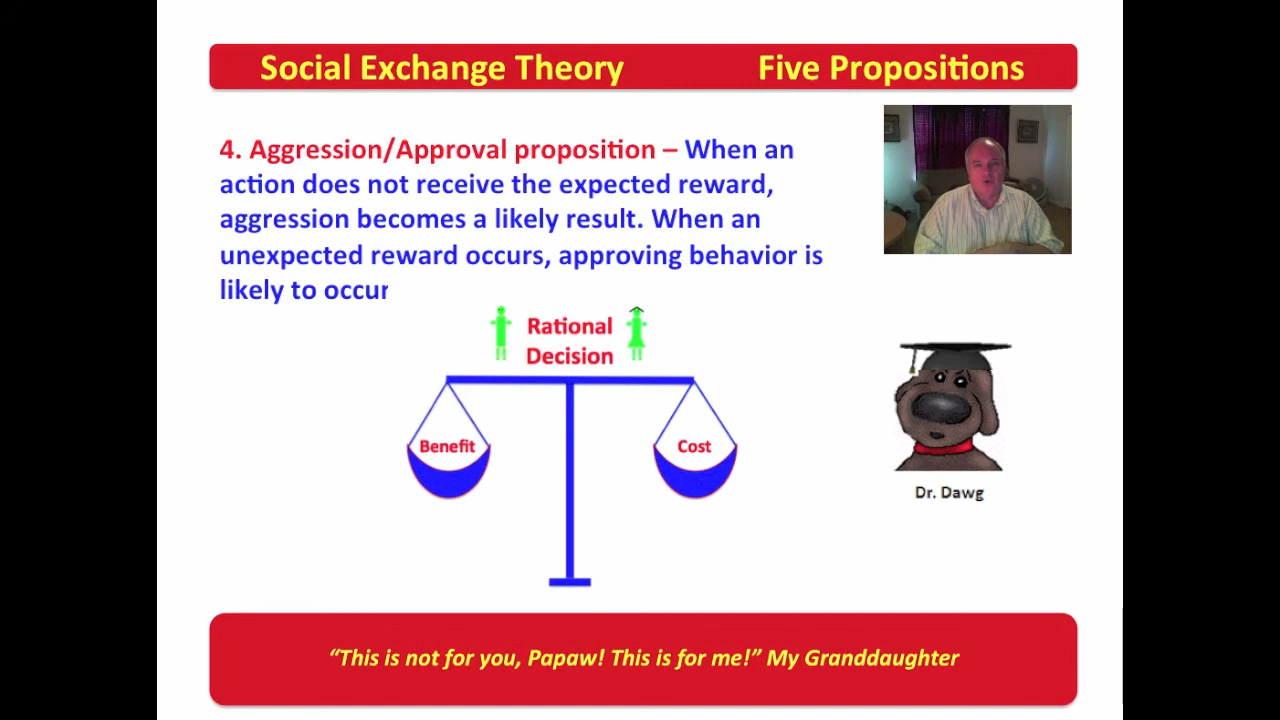 Social Exchange Theory Five Propositions
4. Aggression/Approval proposition – When an
action does not receive the expected reward,
aggression becomes a likely result. When an
unexpected reward occurs, approving behavior is
likely to occur
Rational
Decision
Benefit
Cost
Dr. Dawg
“This is not for you, Papaw! This is for me!” My Granddaughter